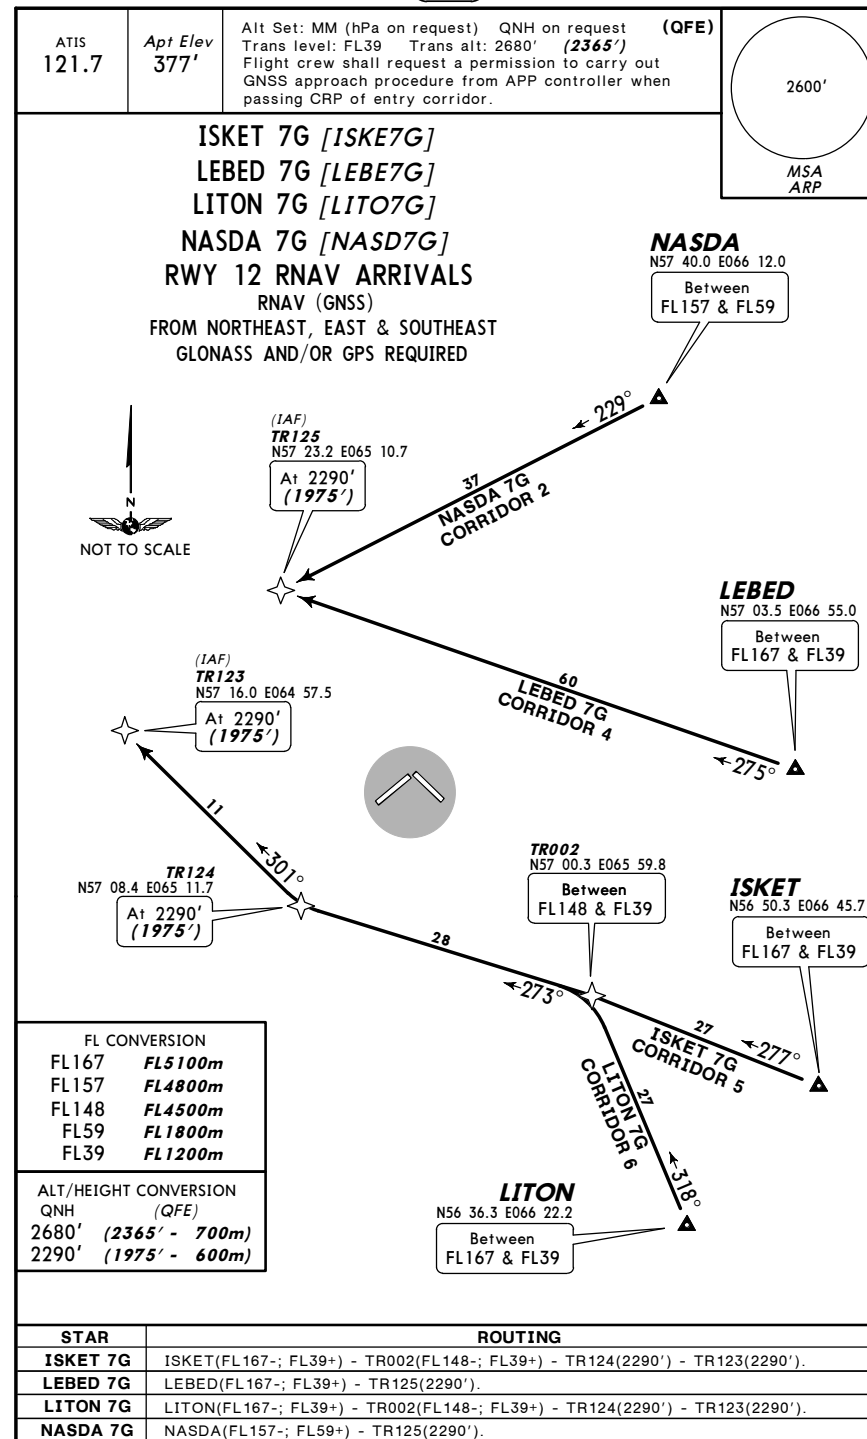 ATIS
121.7
Apt Elev
377'
Alt Set: MM (hPa on request) QNH on request (QFE)
Trans level: FL39 Trans alt: 2680' (2365')
Flight crew shall request a permission to carry out
GNSS approach procedure from APP controller when
passing CRP of entry corridor.
2600'
MSA
ARP
ISKET 7G [ISKE7G]
LEBED 7G [LEBE7G]
LITON 7G [LITO7G]
NASDA 7G [NASD7G]
RWY 12 RNAV ARRIVALS
RNAV (GNSS)
FROM NORTHEAST, EAST & SOUTHEAST
GLONASS AND/OR GPS REQUIRED
NASDA
N57 40.0 E066 12.0
Between
FL157 & FL59
229°
(IAF)
TR125
N57 23.2 E065 10.7
At 2290'
(1975')
37
NASDA 7G
CORRIDOR 2
N
NOT TO SCALE
LEBED
N57 03.5 E066 55.0
Between
FL167 & FL39
60
LEBED 7G
CORRIDOR 4
275°
(IAF)
TR123
N57 16.0 E064 57.5
At 2290'
(1975')
11
301°
TR124
N57 08.4 E065 11.7
At 2290'
(1975')
TR002
N57 00.3 E065 59.8
Between
FL148 & FL39
ISKET
N56 50.3 E066 45.7
Between
FL167 & FL39
28
273°
27
ISKET 7G
CORRIDOR 5
277°
27
LITON 7G
CORRIDOR 6
318°
LITON
N56 36.3 E066 22.2
Between
FL167 & FL39
FL CONVERSION
FL167 FL5100m
FL157 FL4800m
FL148 FL4500m
FL59 FL1800m
FL39 FL1200m
ALT/HEIGHT CONVERSION
QNH (QFE)
2680' (2365' - 700m)
2290' (1975' - 600m)
STAR ROUTING
ISKET 7G ISKET(FL167-; FL39+) - TR002(FL148-; FL39+) - TR124(2290') - TR123(2290').
LEBED 7G LEBED(FL167-; FL39+) - TR125(2290').
LITON 7G LITON(FL167-; FL39+) - TR002(FL148-; FL39+) - TR124(2290') - TR123(2290').
NASDA 7G NASDA(FL157-; FL59+) - TR125(2290').